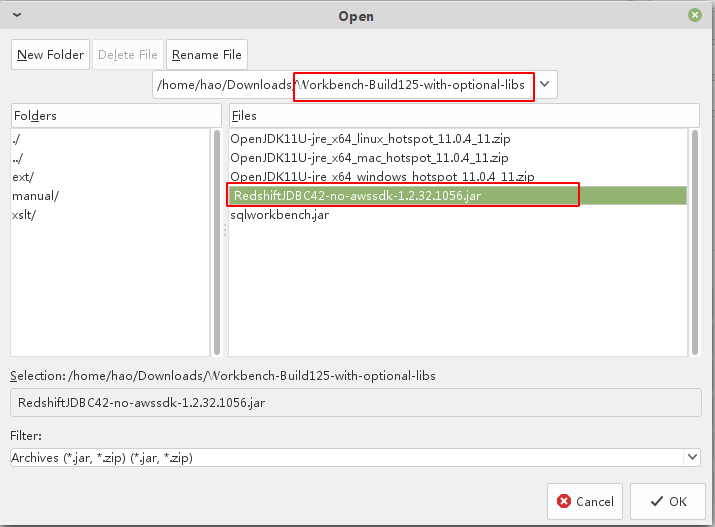 Open
New Folder Delete File Rename File
/home/hao/Downloads/Workbench-Build125-with-optional-libs
Folders
./
../
ext/
manual/
xslt/
Files
OpenJDK11U-jre_x64_linux_hotspot_11.0.4_11.zip
OpenJDK11U-jre_x64_mac_hotspot_11.0.4_11.zip
OpenJDK11U-jre_x64_windows_hotspot_11.0.4_11.zip
RedshiftJDBC42-no-awssdk-1.2.32.1056.jar
sqlworkbench.jar
Selection: /home/hao/Downloads/Workbench-Build125-with-optional-libs
RedshiftJDBC42-no-awssdk-1.2.32.1056.jar
Filter:
Archives (*.jar, *.zip) (*.jar, *.zip)
Cancel OK